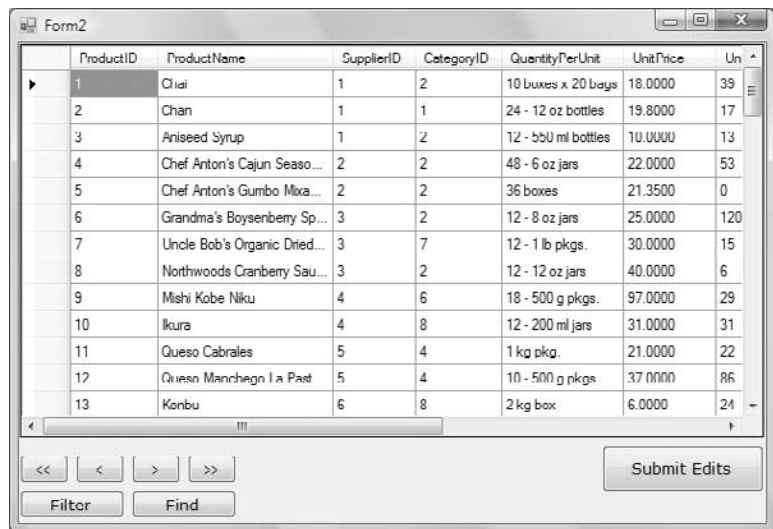 Form2
ProductID ProductName SupplierID CategoryID QuantityPerUnit UnitPrice Un
1 Chai 1 2 10 boxes x 20 bags 18.0000 39
2 Chan 1 1 24 - 12 oz bottles 19.8000 17
3 Aniseed Syrup 1 2 12 - 550 ml bottles 10.0000 13
4 Chef Anton's Cajun Seaso... 2 2 48 - 6 oz jars 22.0000 53
5 Chef Anton's Gumbo Mixa... 2 2 36 boxes 21.3500 0
6 Grandma's Boysenberry Sp... 3 2 12 - 8 oz jars 25.0000 120
7 Uncle Bob's Organic Dried... 3 7 12 - 1 lb pkgs. 30.0000 15
8 Northwoods Cranberry Sau... 3 2 12 - 12 oz jars 40.0000 6
9 Mishi Kobe Niku 4 6 18 - 500 g pkgs. 97.0000 29
10 Ikura 4 8 12 - 200 ml jars 31.0000 31
11 Queso Cabrales 5 4 1 kg pkg. 21.0000 22
12 Queso Manchego La Past 5 4 10 - 500 g pkgs 37.0000 86
13 Konbu 6 8 2 kg box 6.0000 24
<< < > >> Submit Edits
Filter Find